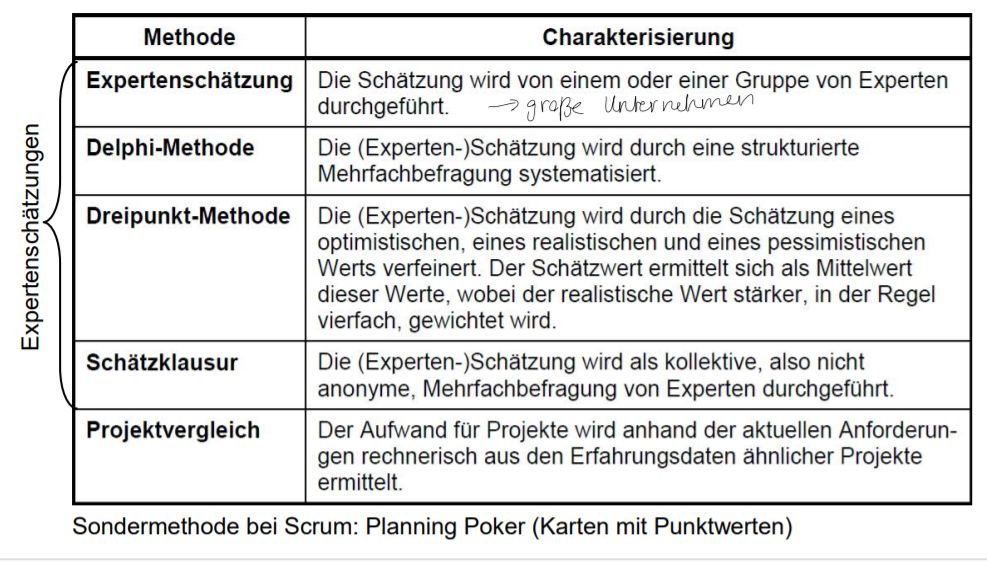 Methode Charakterisierung
Expertenschätzungen
Expertenschätzung Die Schätzung wird von einem oder einer Gruppe von Experten
durchgeführt. → große Unternehmen
Delphi-Methode Die (Experten-)Schätzung wird durch eine strukturierte
Mehrfachbefragung systematisiert.
Dreipunkt-Methode Die (Experten-)Schätzung wird durch die Schätzung eines
optimistischen, eines realistischen und eines pessimistischen
Werts verfeinert. Der Schätzwert ermittelt sich als Mittelwert
dieser Werte, wobei der realistische Wert stärker, in der Regel
vierfach, gewichtet wird.
Schätzklausur Die (Experten-)Schätzung wird als kollektive, also nicht
anonyme, Mehrfachbefragung von Experten durchgeführt.
Projektvergleich Der Aufwand für Projekte wird anhand der aktuellen Anforderun-
gen rechnerisch aus den Erfahrungsdaten ähnlicher Projekte
ermittelt.
Sondermethode bei Scrum: Planning Poker (Karten mit Punktwerten)